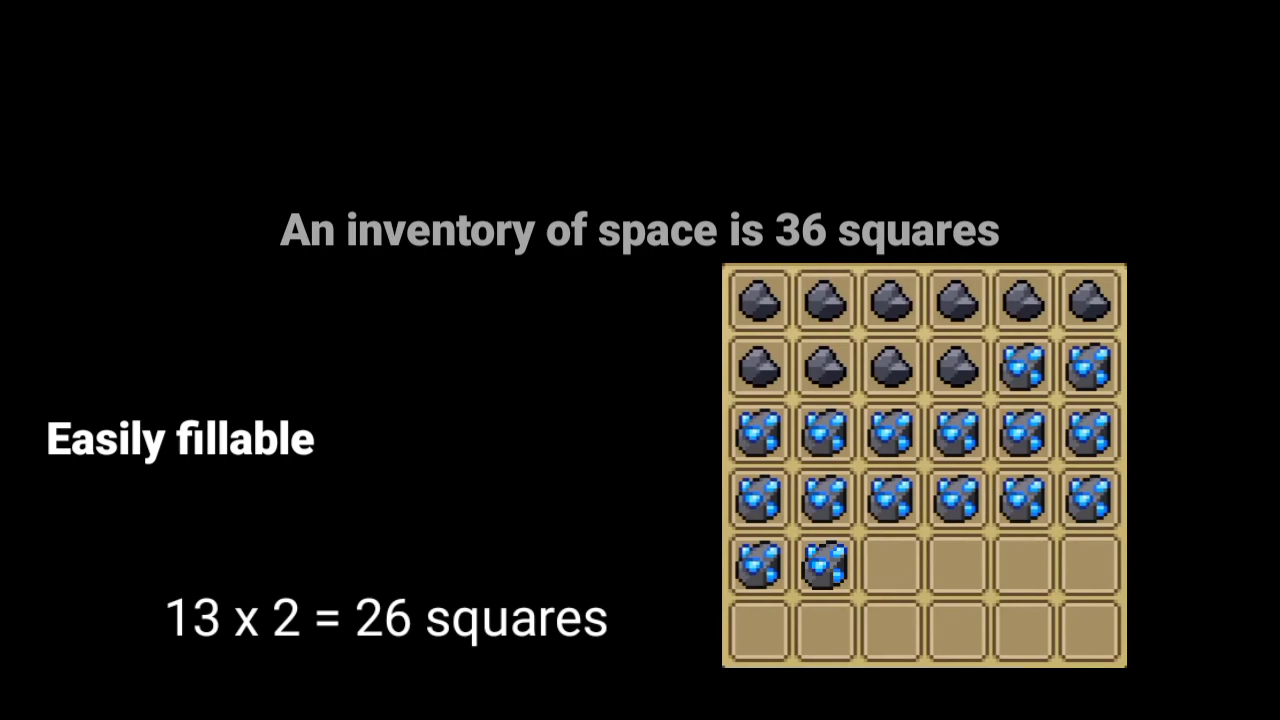 An inventory of space is 36 squares
Easily fillable
13 x 2 = 26 squares